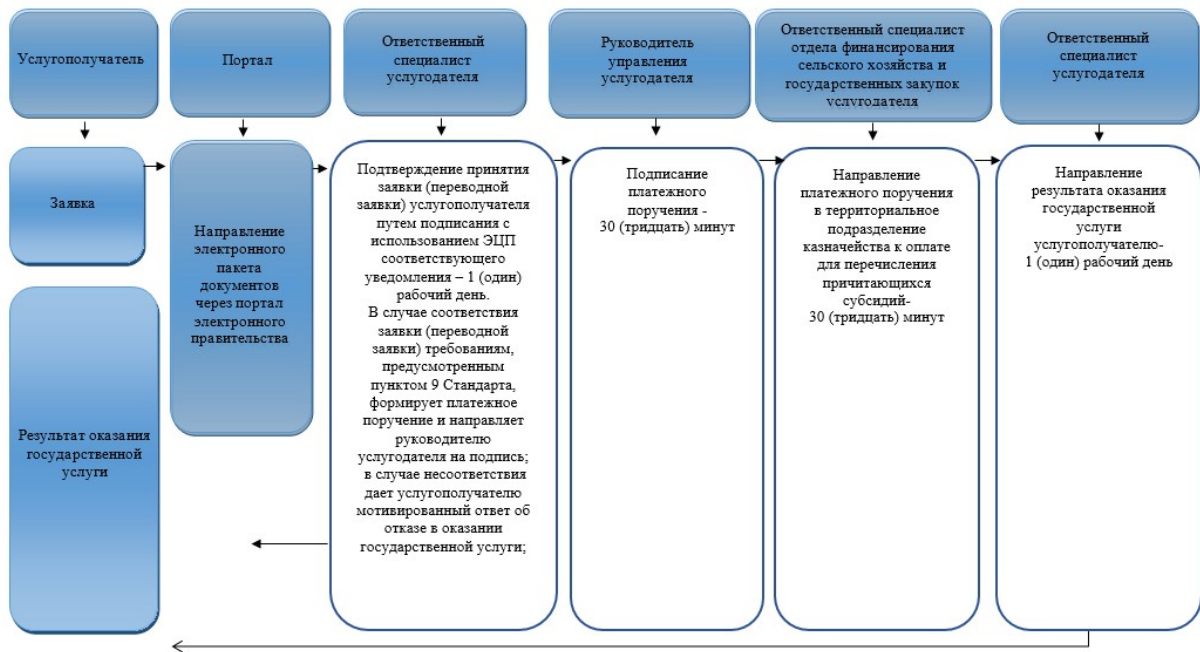 Услугополучатель
Портал
Ответственный
специалист
услугодателя
Руководитель
управления
услугодателя
Ответственный специалист
отдела финансирования
сельского хозяйства и
государственных закупок
услугодателя
Ответственный
специалист
услугодателя
Заявка
Результат оказания
государственной
услуги
Направление
электронного
пакета
документов
через портал
электронного
правительства
Подтверждение принятия
заявки (переводной
заявки) услугополучателя
путем подписания с
использованием ЭЦП
соответствующего
уведомления – 1 (один)
рабочий день.
В случае соответствия
заявки (переводной
заявки) требованиям,
предусмотренным
пунктом 9 Стандарта,
формирует платежное
поручение и направляет
руководителю
услугодателя на подпись;
в случае несоответствия
дает услугополучателю
мотивированный ответ об
отказе в оказании
государственной услуги;
Подписание
платежного
поручения -
30 (тридцать) минут
Направление
платежного поручения
в территориальное
подразделение
казначейства к оплате
для перечисления
причитающихся
субсидий-
30 (тридцать) минут
Направление
результата оказания
государственной
услуги
услугополучателю-
1 (один) рабочий день